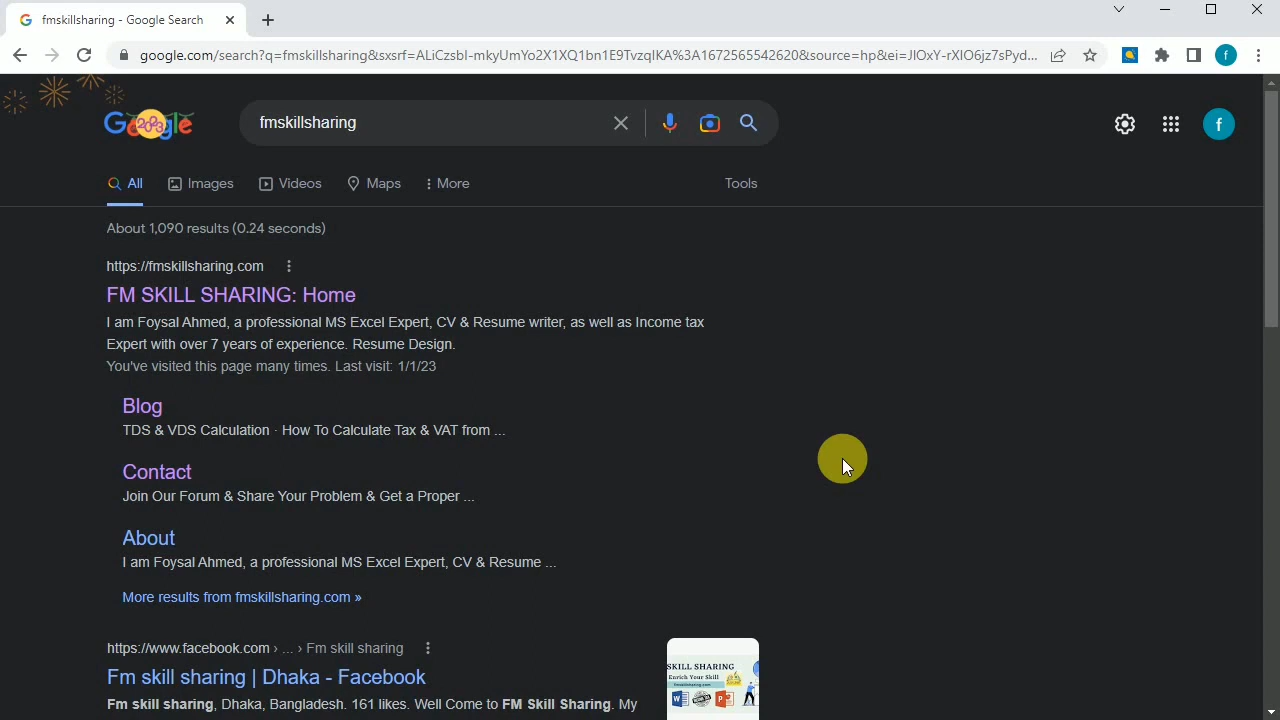 fmskillsharing - Google Search
google.com/search?q=fmskillsharing&sxsrf=ALiCzsbI-mkyUmYo2X1XQ1bn1E9TvzqlKA%3A1672565542620&source=hp&ei=JlOxY-rXIO6jz7sPyd...
f
Google
2023
fmskillsharing
f
All
Images
Videos
Maps
More
Tools
About 1,090 results (0.24 seconds)
https://fmskillsharing.com
FM SKILL SHARING: Home
I am Foysal Ahmed, a professional MS Excel Expert, CV & Resume writer, as well as Income tax
Expert with over 7 years of experience. Resume Design.
You've visited this page many times. Last visit: 1/1/23
Blog
TDS & VDS Calculation · How To Calculate Tax & VAT from ...
Contact
Join Our Forum & Share Your Problem & Get a Proper ...
About
I am Foysal Ahmed, a professional MS Excel Expert, CV & Resume ...
More results from fmskillsharing.com »
https://www.facebook.com › ... › Fm skill sharing
Fm skill sharing | Dhaka - Facebook
Fm skill sharing, Dhaka, Bangladesh. 161 likes. Well Come to FM Skill Sharing. My
SKILL SHARING
Enrich Your Skill
W
P